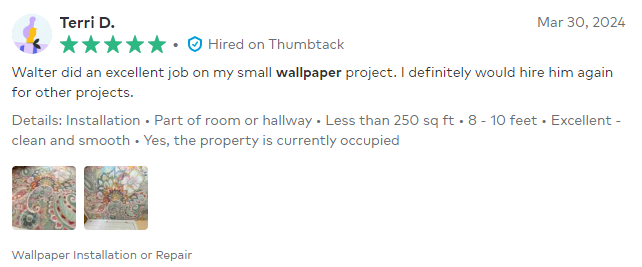 Terri D.
Mar 30, 2024
• Hired on Thumbtack
Walter did an excellent job on my small wallpaper project. I definitely would hire him again
for other projects.
Details: Installation • Part of room or hallway • Less than 250 sq ft • 8 - 10 feet • Excellent -
clean and smooth • Yes, the property is currently occupied
Wallpaper Installation or Repair